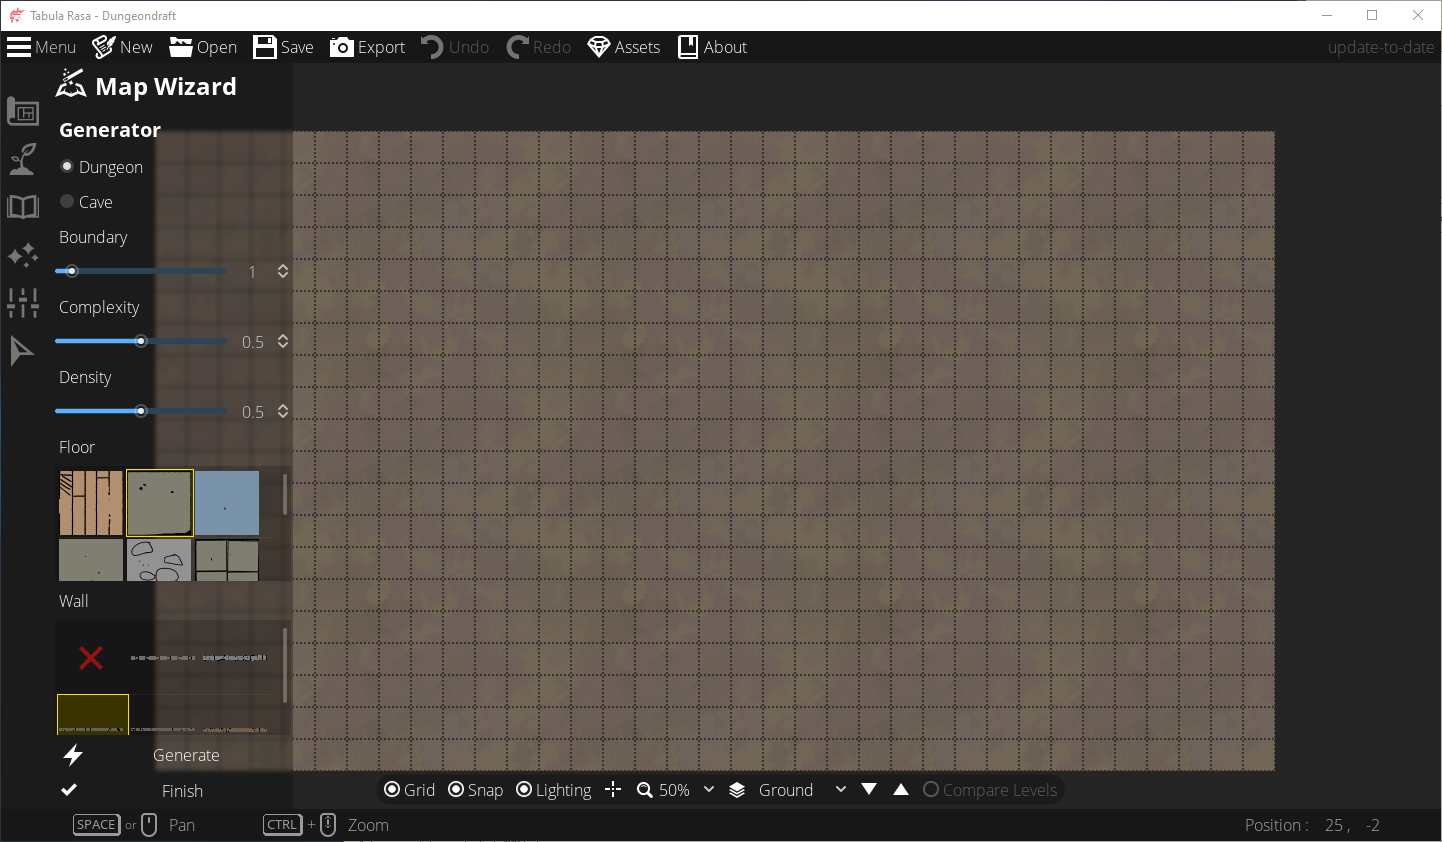 Tabula Rasa - Dungeondraft
Menu New Open Save Export Undo Redo Assets About update-to-date
Map Wizard
Generator
Dungeon
Cave
Boundary
1
Complexity
0.5
Density
0.5
Floor
Wall
Generate
Finish
Grid Snap Lighting 50% Ground Compare Levels
SPACE or Pan CTRL + Zoom Position : 25 , -2